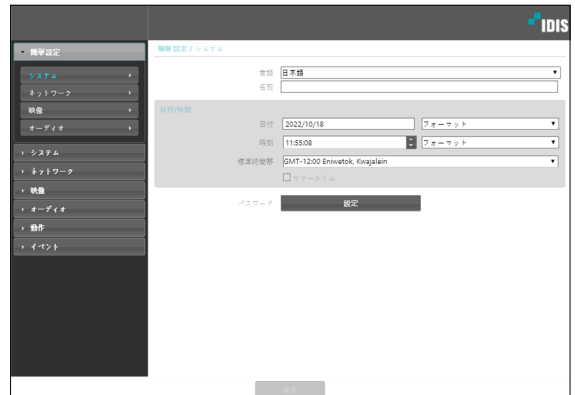 IDIS
簡単設定
システム
ネットワーク
映像
オーディオ
システム
ネットワーク
映像
オーディオ
動作
イベント
簡単設定 / システム
言語 日本語
名前
日付/時刻
日付 2022/10/18 フォーマット
時刻 11:55:08 フォーマット
標準時間帯 GMT-12:00 Eniwetok, Kwajalein
サマータイム
パスワード 設定
保存